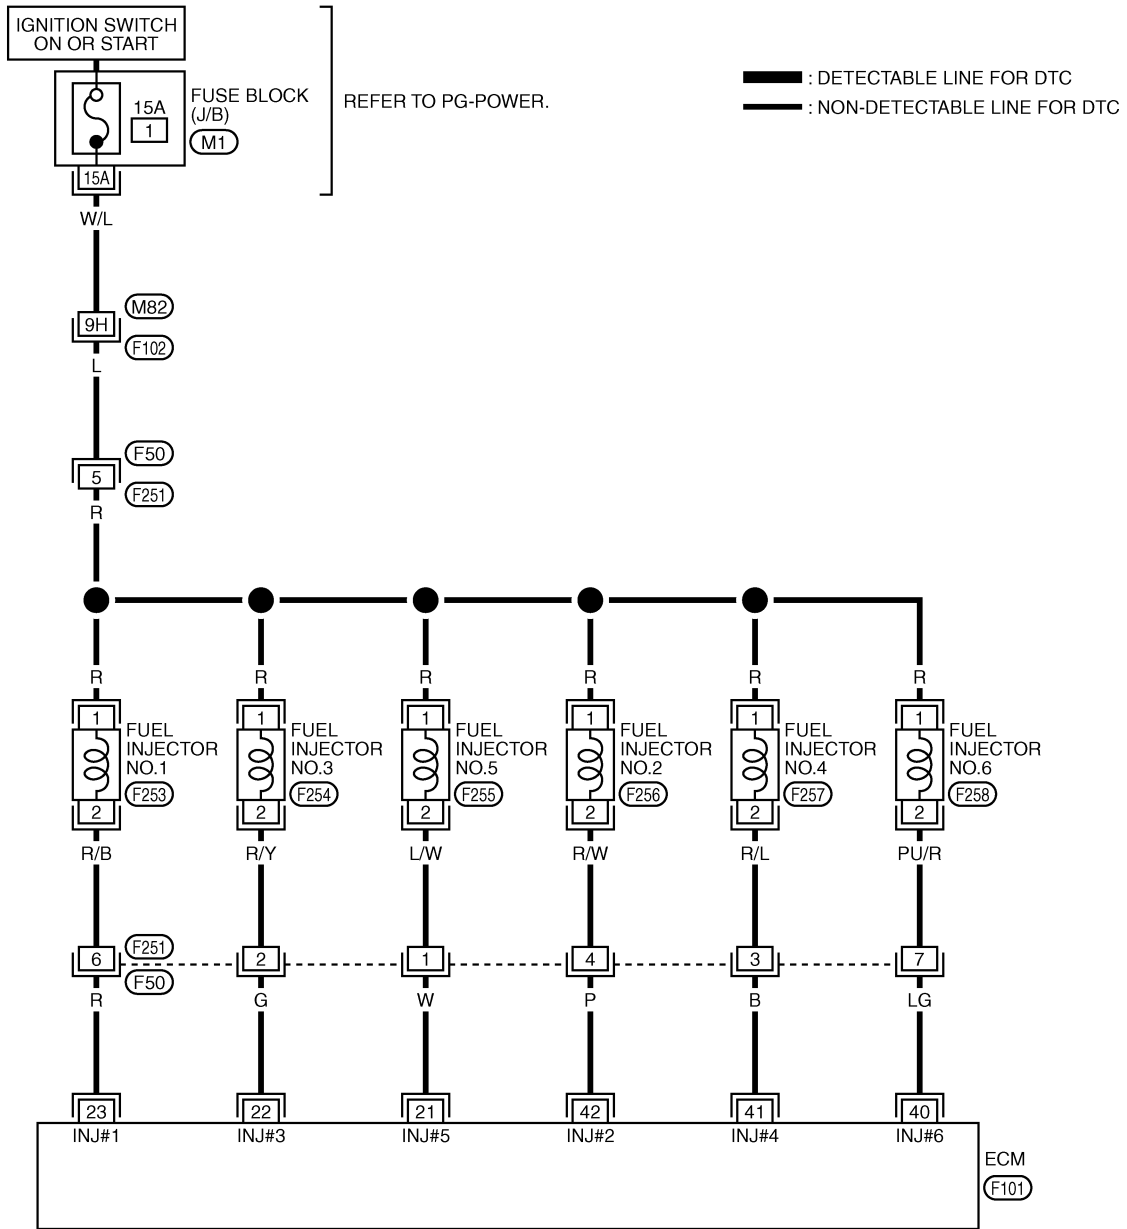 IGNITION SWITCH
ON OR START
15A
1
FUSE BLOCK
(J/B)
M1
REFER TO PG-POWER.
: DETECTABLE LINE FOR DTC
: NON-DETECTABLE LINE FOR DTC
15A
W/L
9H
M82
F102
L
5
F50
F251
R
R R R R R R
1 1 1 1 1 1
FUEL
INJECTOR
NO.1
F253
FUEL
INJECTOR
NO.3
F254
FUEL
INJECTOR
NO.5
F255
FUEL
INJECTOR
NO.2
F256
FUEL
INJECTOR
NO.4
F257
FUEL
INJECTOR
NO.6
F258
2 2 2 2 2 2
R/B R/Y L/W R/W R/L PU/R
F251
6 2 1 4 3 7
F50
R G W P B LG
23 22 21 42 41 40
INJ#1 INJ#3 INJ#5 INJ#2 INJ#4 INJ#6
ECM
F101